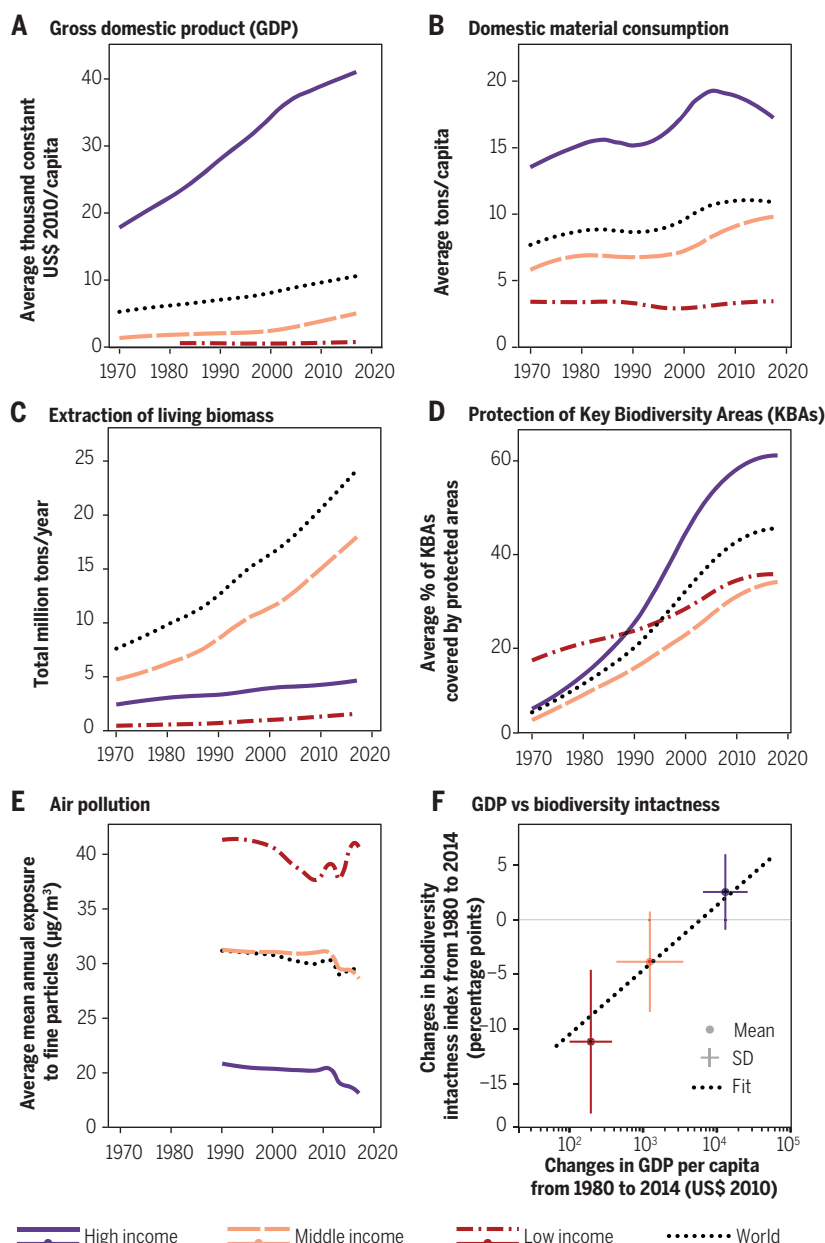 A Gross domestic product (GDP)
Average thousand constant
US$ 2010/capita
40
30
20
10
0
1970 1980 1990 2000 2010 2020
B Domestic material consumption
Average tons/capita
20
15
10
5
0
1970 1980 1990 2000 2010 2020
C Extraction of living biomass
Total million tons/year
25
20
15
10
5
0
1970 1980 1990 2000 2010 2020
D Protection of Key Biodiversity Areas (KBAs)
Average % of KBAs
covered by protected areas
60
40
20
0
1970 1980 1990 2000 2010 2020
E Air pollution
Average mean annual exposure
to fine particles (µg/m³)
40
35
30
25
20
0
1970 1980 1990 2000 2010 2020
F GDP vs biodiversity intactness
Changes in biodiversity
intactness index from 1980 to 2014
(percentage points)
5
0
−5
−10
−15
0
Mean
SD
Fit
10² 10³ 10⁴ 10⁵
Changes in GDP per capita
from 1980 to 2014 (US$ 2010)
High income Middle income Low income World